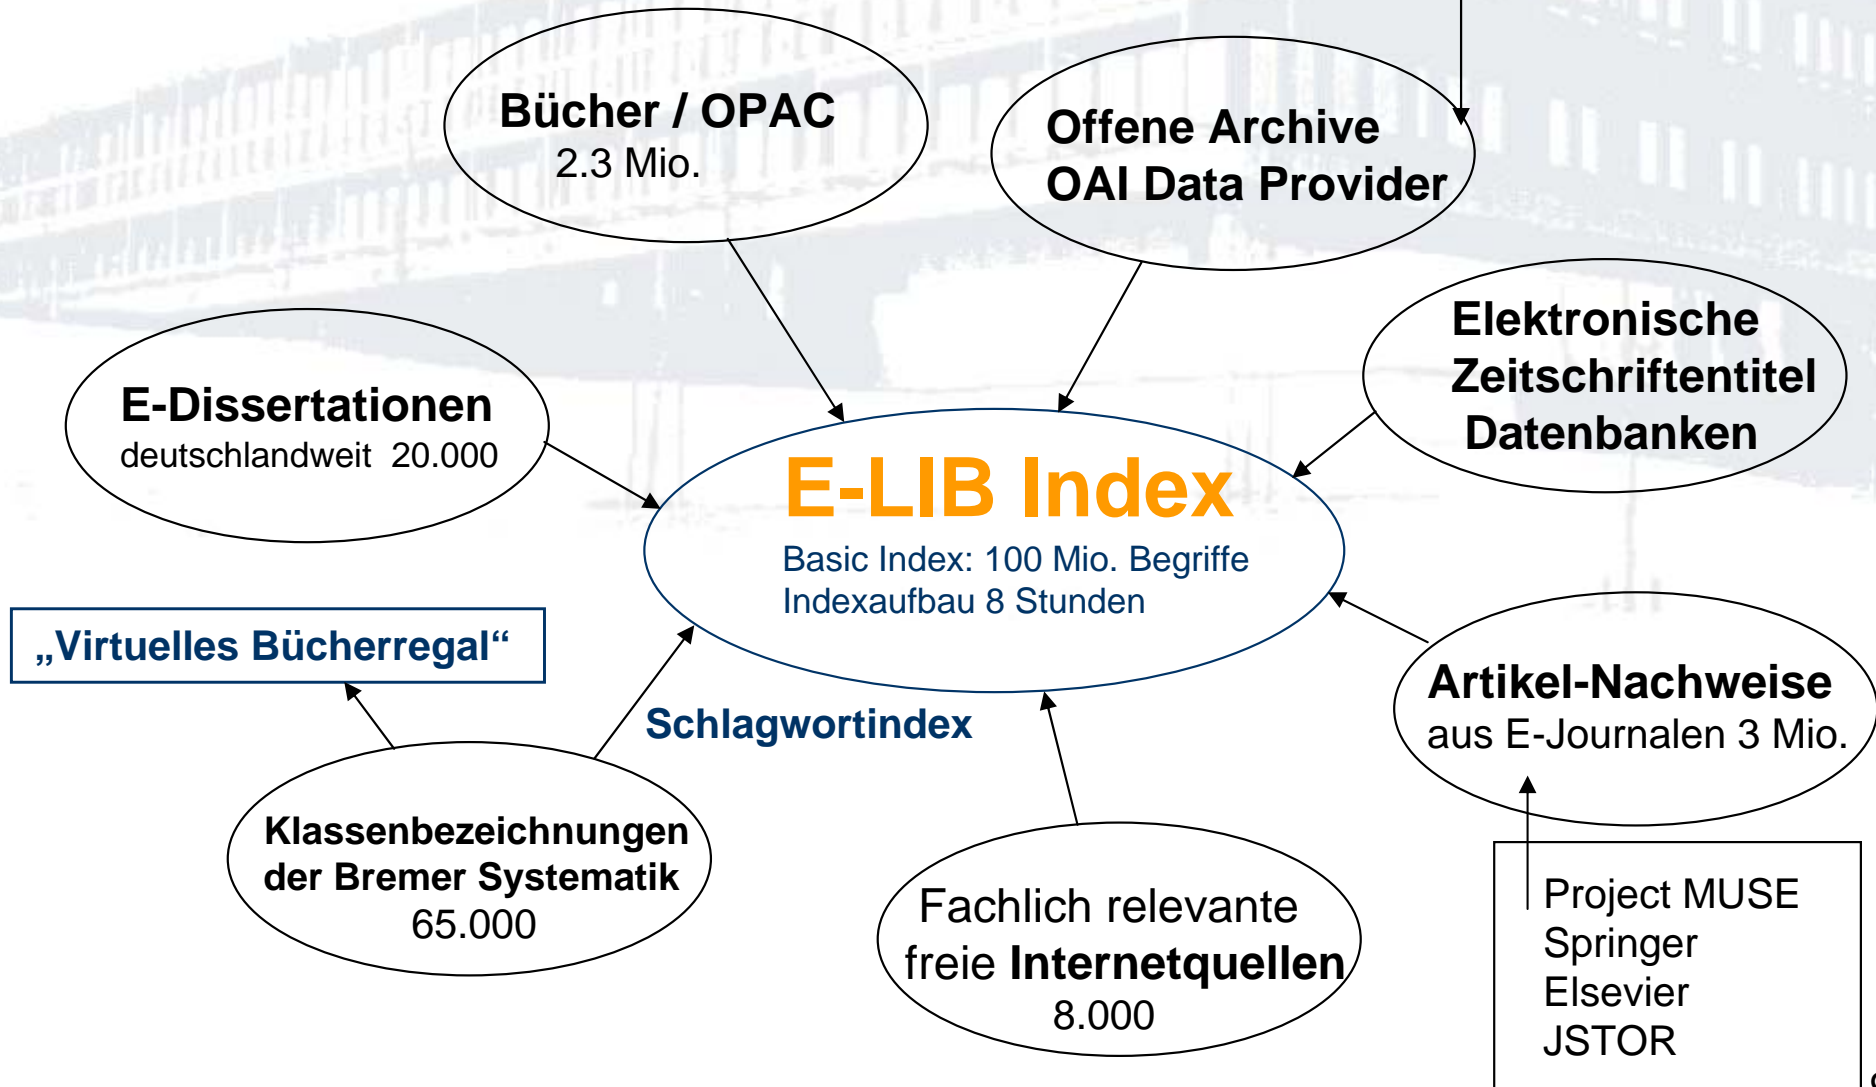 Bücher / OPAC
2.3 Mio.
Offene Archive
OAI Data Provider
Elektronische
Zeitschriftentitel
Datenbanken
E-Dissertationen
deutschlandweit 20.000
E-LIB Index
Basic Index: 100 Mio. Begriffe
Indexaufbau 8 Stunden
„Virtuelles Bücherregal“
Schlagwortindex
Artikel-Nachweise
aus E-Journalen 3 Mio.
Klassenbezeichnungen
der Bremer Systematik
65.000
Fachlich relevante
freie Internetquellen
8.000
Project MUSE
Springer
Elsevier
JSTOR